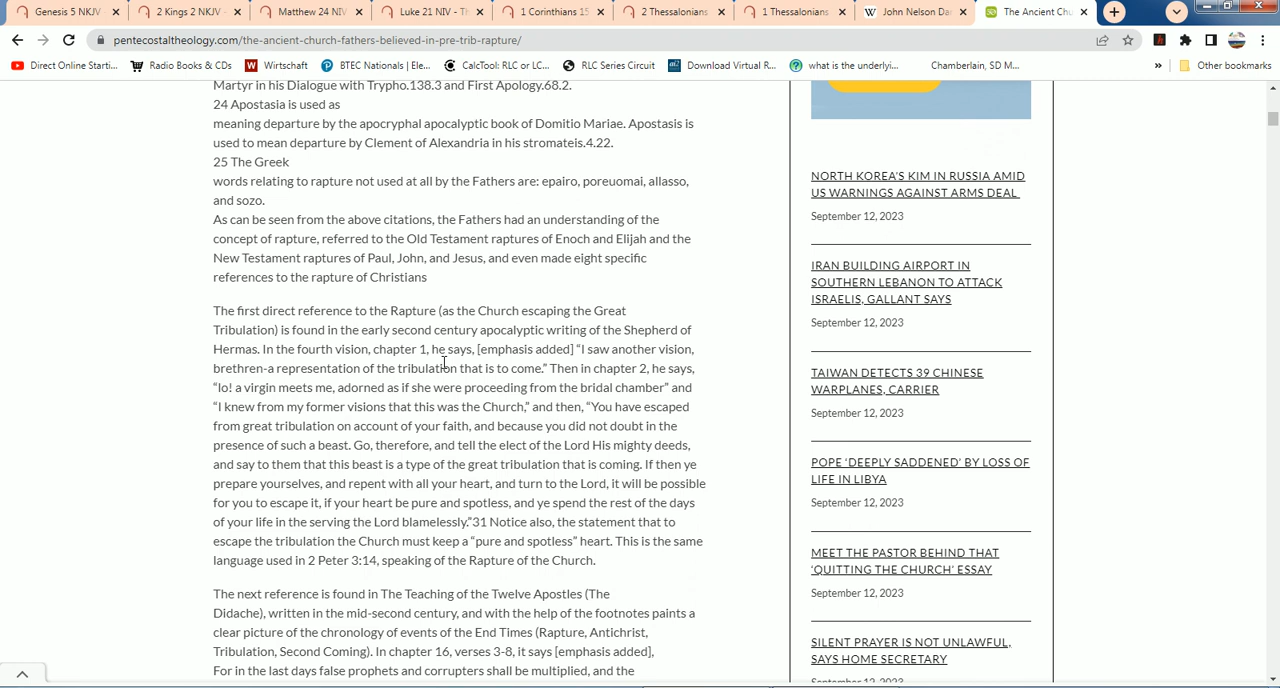 Genesis 5 NKJV
2 Kings 2 NKJV -
Matthew 24 NIV
Luke 21 NIV - Tr
1 Corinthians 15
2 Thessalonians
1 Thessalonians
John Nelson Da
The Ancient Chu
pentecostaltheology.com/the-ancient-church-fathers-believed-in-pre-trib-rapture/
Direct Online Starti...
Radio Books & CDs
Wirtschaft
BTEC Nationals | Ele...
CalcTool: RLC or LC...
RLC Series Circuit
Download Virtual R...
what is the underlyi...
Chamberlain, SD M...
Other bookmarks
Martyr in his Dialogue with Trypho.138.3 and First Apology.68.2.
24 Apostasia is used as
meaning departure by the apocryphal apocalyptic book of Domitio Mariae. Apostasis is
used to mean departure by Clement of Alexandria in his stromateis.4.22.
25 The Greek
words relating to rapture not used at all by the Fathers are: epairo, poreuomai, allasso,
and sozo.
As can be seen from the above citations, the Fathers had an understanding of the
concept of rapture, referred to the Old Testament raptures of Enoch and Elijah and the
New Testament raptures of Paul, John, and Jesus, and even made eight specific
references to the rapture of Christians
The first direct reference to the Rapture (as the Church escaping the Great
Tribulation) is found in the early second century apocalyptic writing of the Shepherd of
Hermas. In the fourth vision, chapter 1, he says, [emphasis added] “I saw another vision,
brethren-a representation of the tribulation that is to come.” Then in chapter 2, he says,
“lo! a virgin meets me, adorned as if she were proceeding from the bridal chamber” and
“I knew from my former visions that this was the Church,” and then, “You have escaped
from great tribulation on account of your faith, and because you did not doubt in the
presence of such a beast. Go, therefore, and tell the elect of the Lord His mighty deeds,
and say to them that this beast is a type of the great tribulation that is coming. If then ye
prepare yourselves, and repent with all your heart, and turn to the Lord, it will be possible
for you to escape it, if your heart be pure and spotless, and ye spend the rest of the days
of your life in the serving the Lord blamelessly.”31 Notice also, the statement that to
escape the tribulation the Church must keep a “pure and spotless” heart. This is the same
language used in 2 Peter 3:14, speaking of the Rapture of the Church.
The next reference is found in The Teaching of the Twelve Apostles (The
Didache), written in the mid-second century, and with the help of the footnotes paints a
clear picture of the chronology of events of the End Times (Rapture, Antichrist,
Tribulation, Second Coming). In chapter 16, verses 3-8, it says [emphasis added],
For in the last days false prophets and corrupters shall be multiplied, and the
NORTH KOREA’S KIM IN RUSSIA AMID
US WARNINGS AGAINST ARMS DEAL
September 12, 2023
IRAN BUILDING AIRPORT IN
SOUTHERN LEBANON TO ATTACK
ISRAELIS, GALLANT SAYS
September 12, 2023
TAIWAN DETECTS 39 CHINESE
WARPLANES, CARRIER
September 12, 2023
POPE ‘DEEPLY SADDENED’ BY LOSS OF
LIFE IN LIBYA
September 12, 2023
MEET THE PASTOR BEHIND THAT
‘QUITTING THE CHURCH’ ESSAY
September 12, 2023
SILENT PRAYER IS NOT UNLAWFUL,
SAYS HOME SECRETARY
September 12, 2023